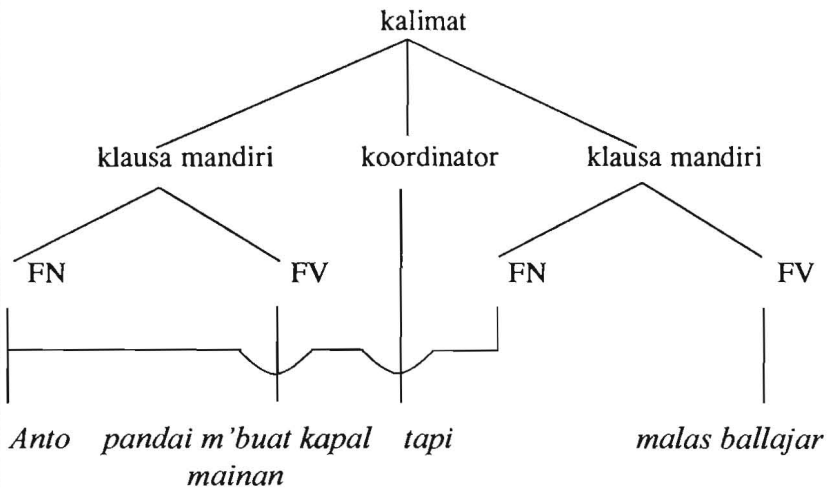 kalimat
klausa mandiri koordinator klausa mandiri
FN FV FN FV
Anto pandai m'buat kapal tapi malas ballajar
mainan